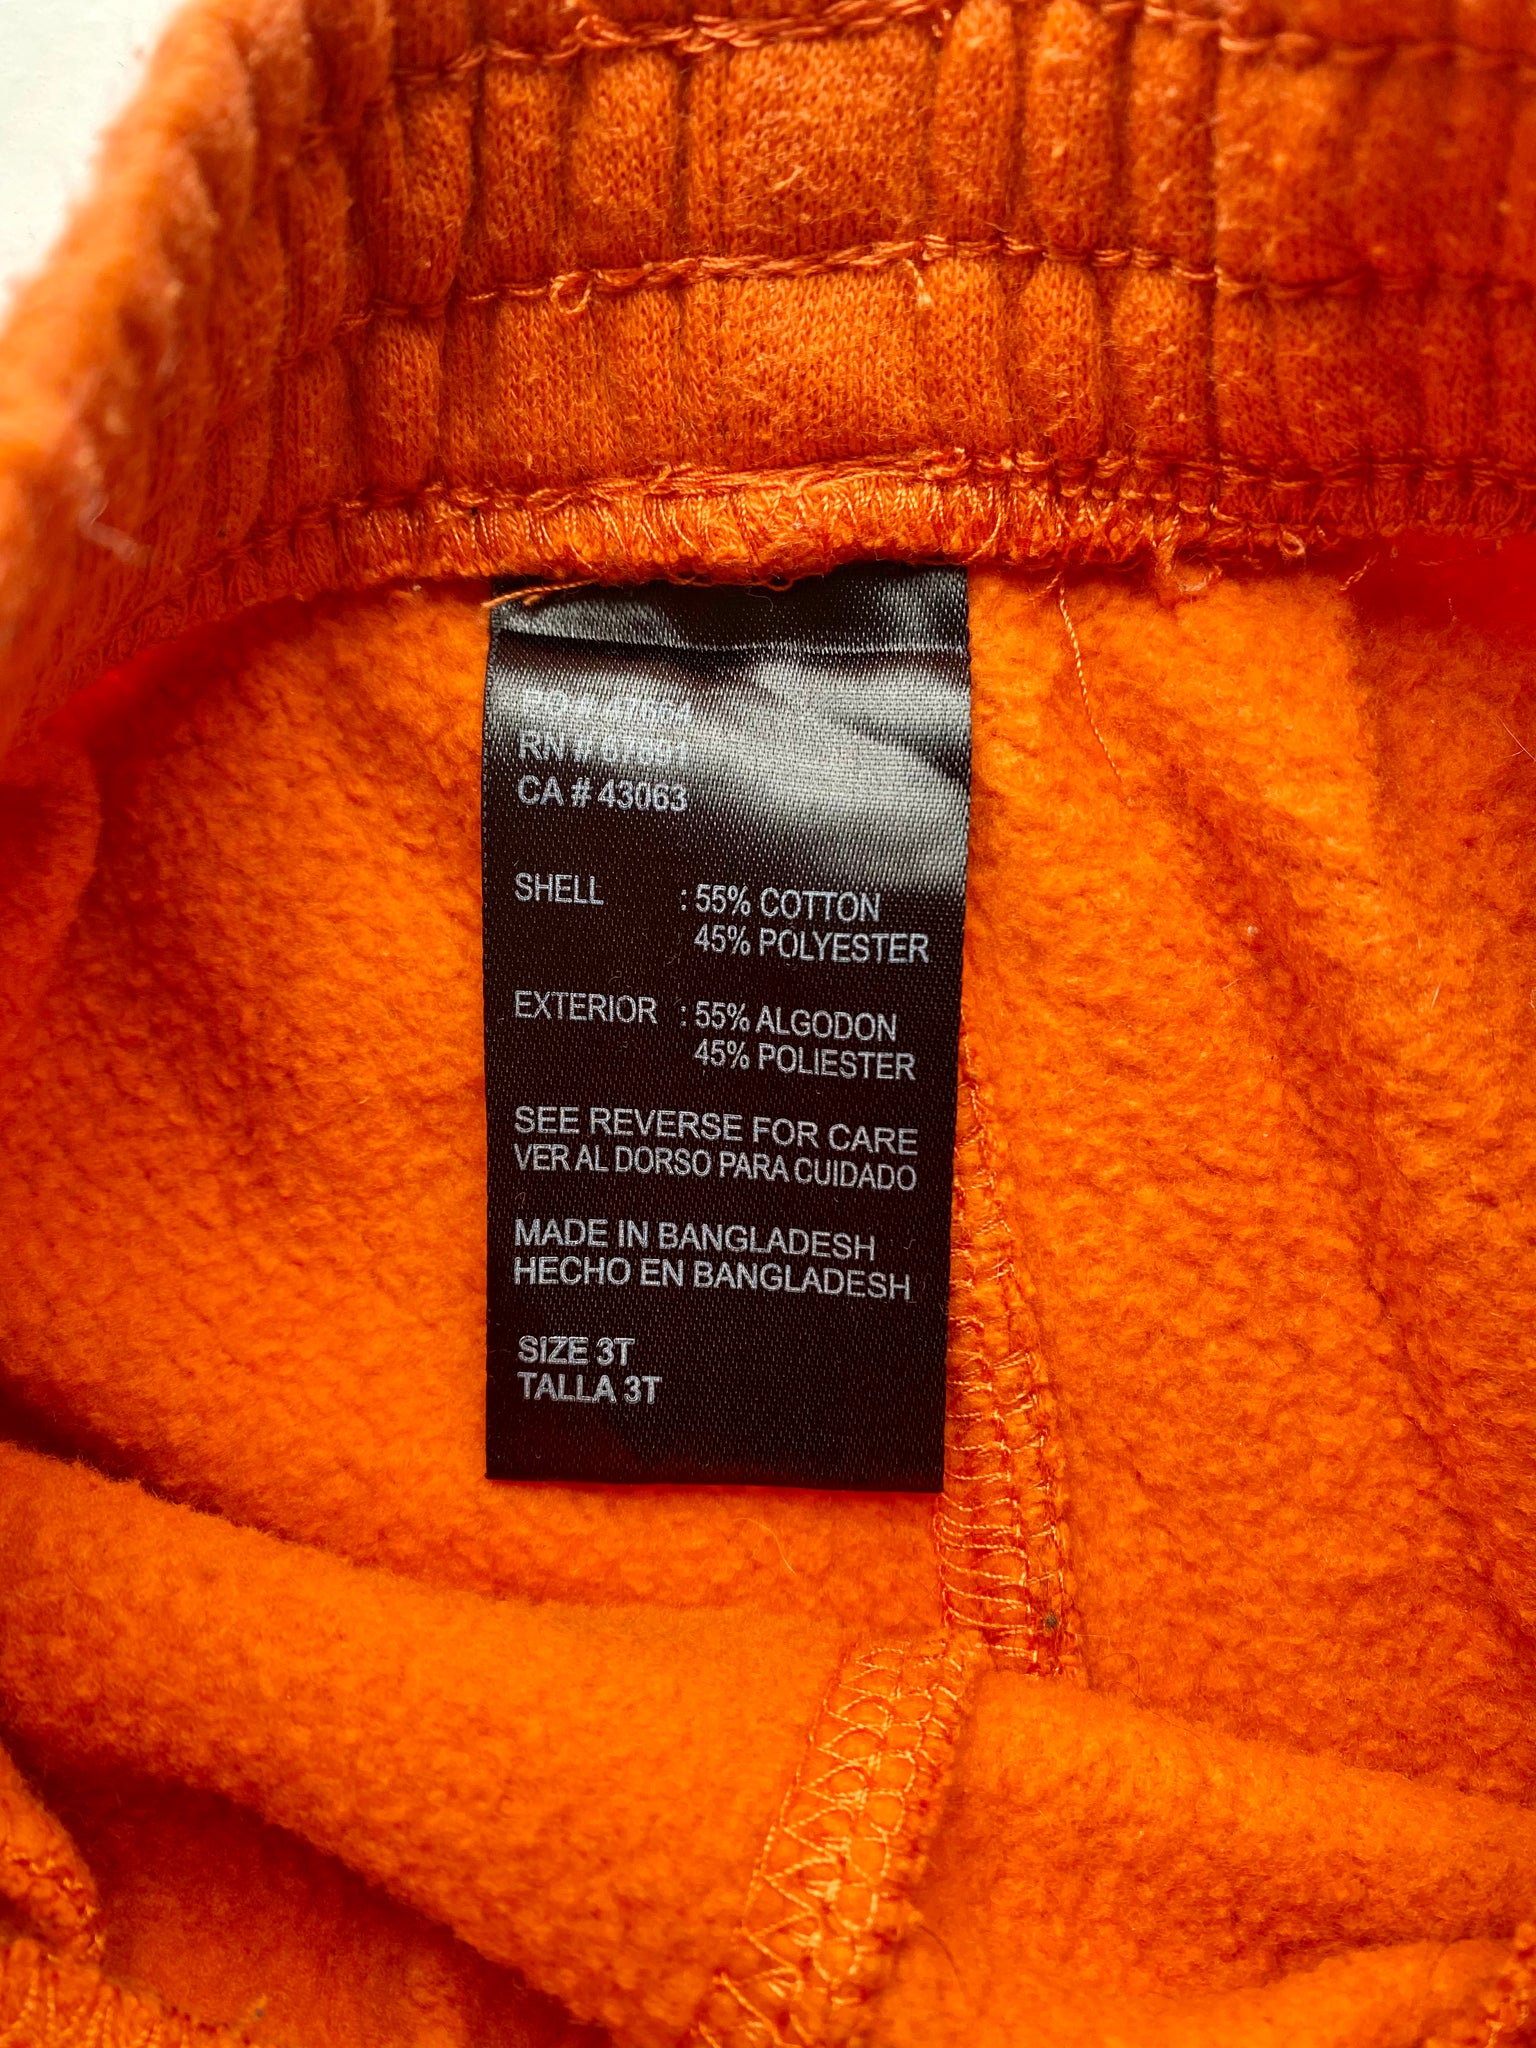 RN #
CA # 43063
SHELL : 55% COTTON
45% POLYESTER
EXTERIOR : 55% ALGODON
45% POLIESTER
SEE REVERSE FOR CARE
VER AL DORSO PARA CUIDADO
MADE IN BANGLADESH
HECHO EN BANGLADESH
SIZE 3T
TALLA 3T